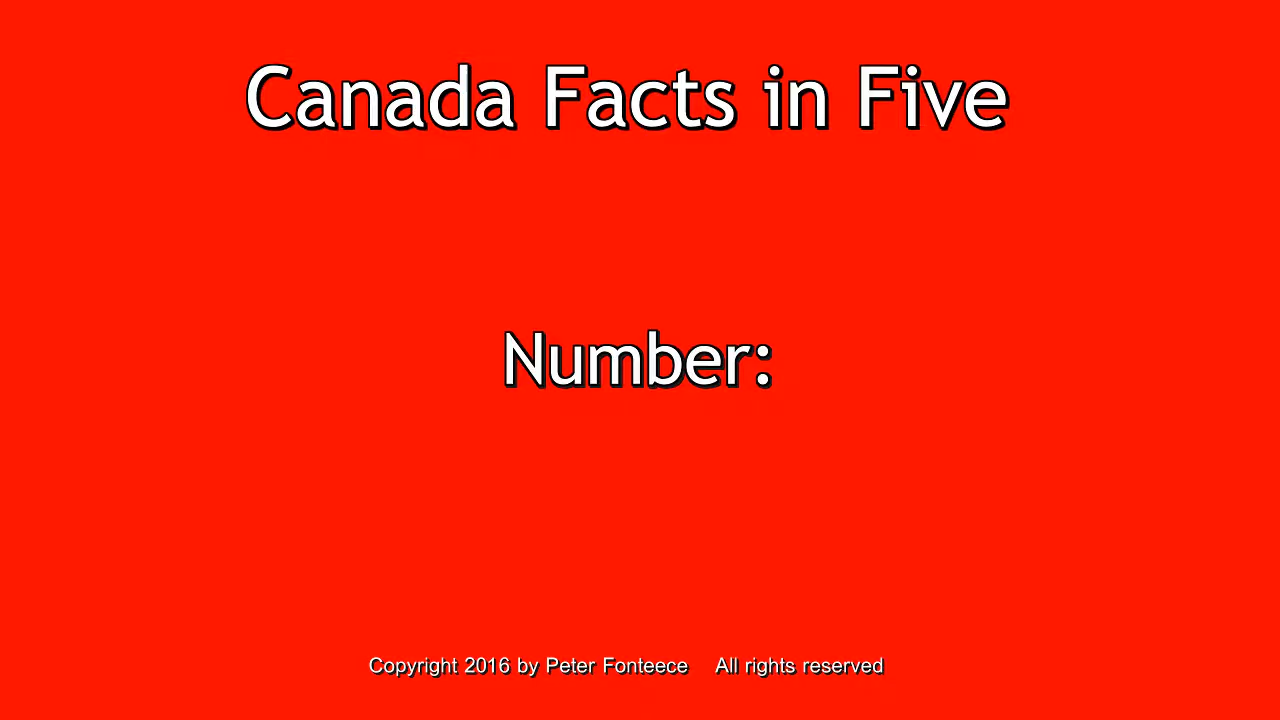 Canada Facts in Five
Number:
Copyright 2016 by Peter Fonteece All rights reserved